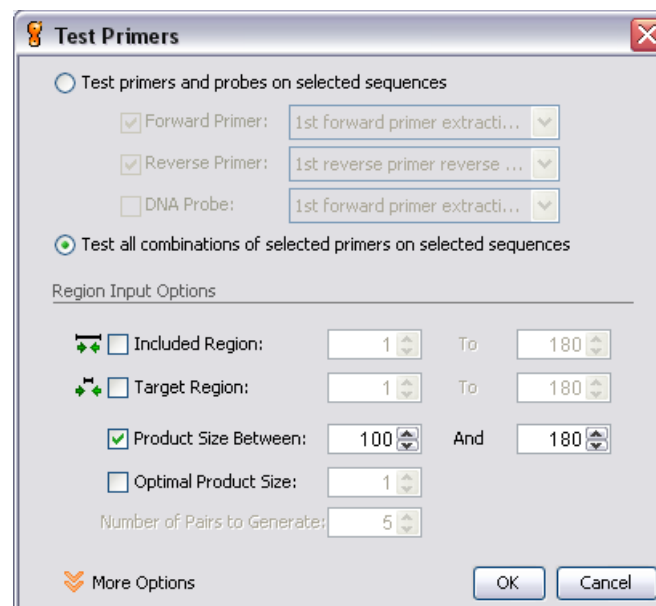 Test Primers
Test primers and probes on selected sequences
Forward Primer: 1st forward primer extracti...
Reverse Primer: 1st reverse primer reverse ...
DNA Probe: 1st forward primer extracti...
Test all combinations of selected primers on selected sequences
Region Input Options
Included Region: 1 To 180
Target Region: 1 To 180
Product Size Between: 100 And 180
Optimal Product Size: 1
Number of Pairs to Generate: 5
More Options OK Cancel